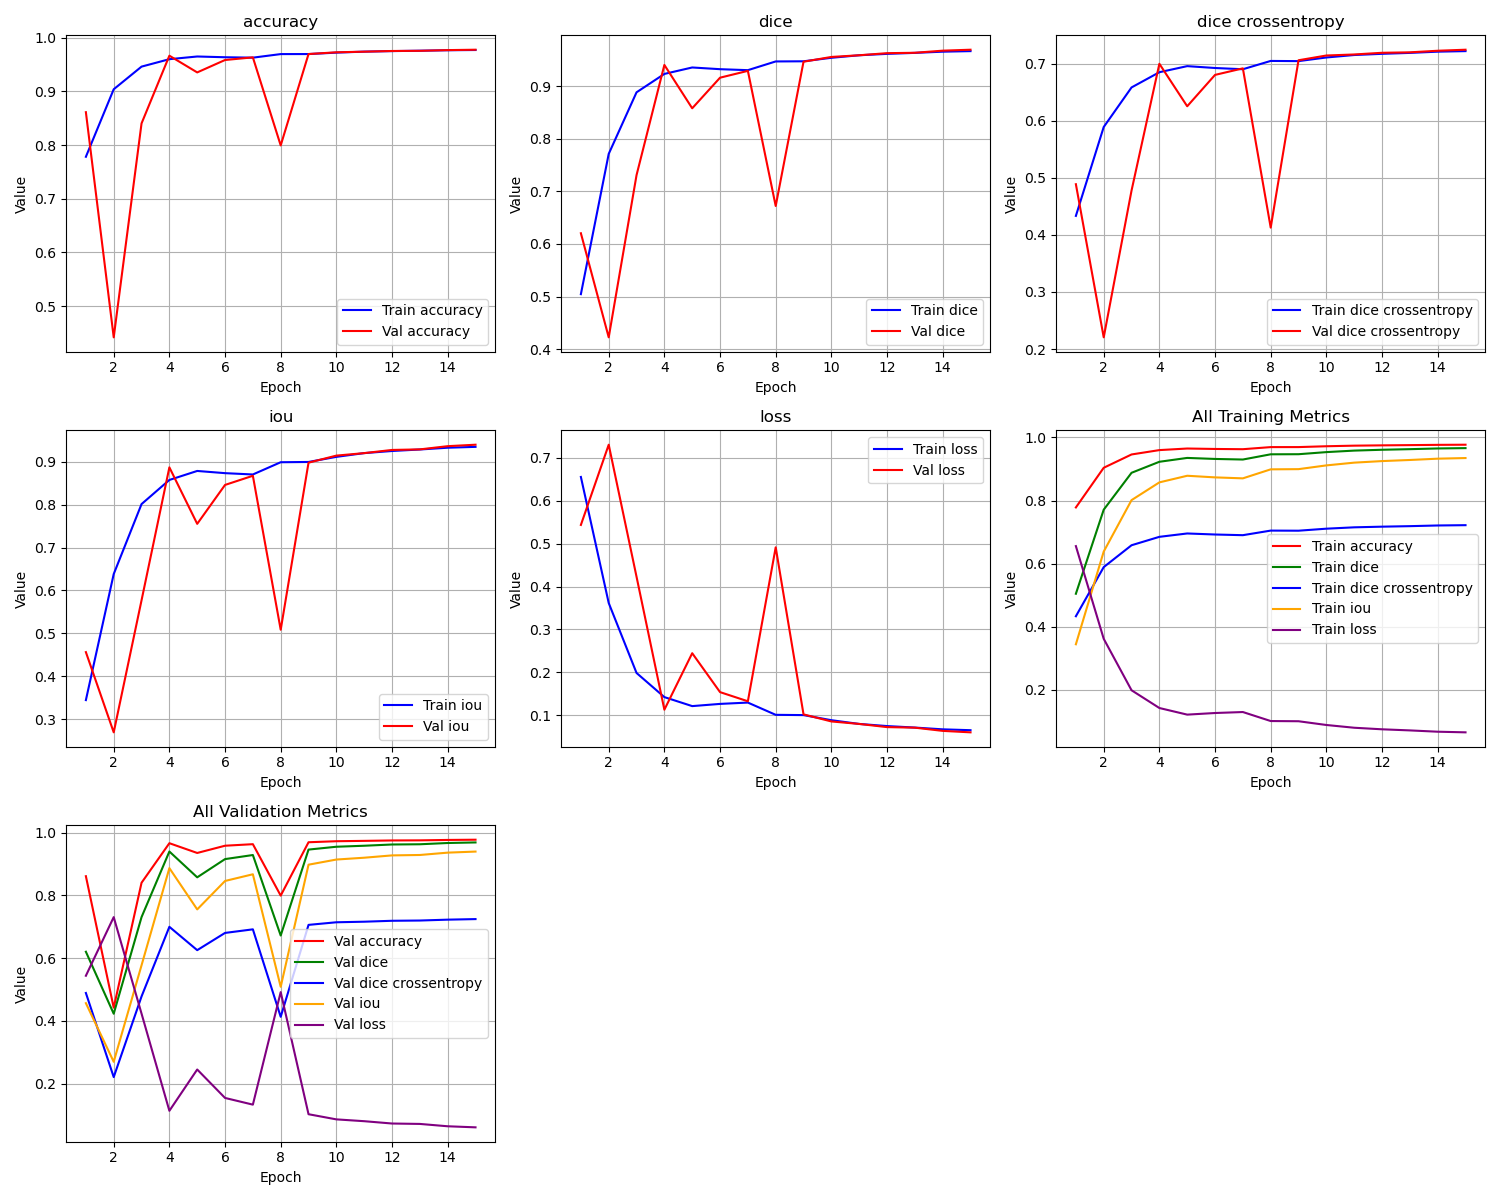 accuracy
1.0
0.9
0.8
0.7
0.6
0.5
Value
2 4 6 8 10 12 14
Epoch
Train accuracy
Val accuracy
dice
0.9
0.8
0.7
0.6
0.5
0.4
Value
2 4 6 8 10 12 14
Epoch
Train dice
Val dice
dice crossentropy
0.7
0.6
0.5
0.4
0.3
0.2
Value
2 4 6 8 10 12 14
Epoch
Train dice crossentropy
Val dice crossentropy
iou
0.9
0.8
0.7
0.6
0.5
0.4
0.3
Value
2 4 6 8 10 12 14
Epoch
Train iou
Val iou
loss
0.7
0.6
0.5
0.4
0.3
0.2
0.1
Value
2 4 6 8 10 12 14
Epoch
Train loss
Val loss
All Training Metrics
1.0
0.8
0.6
0.4
0.2
Value
2 4 6 8 10 12 14
Epoch
Train accuracy
Train dice
Train dice crossentropy
Train iou
Train loss
All Validation Metrics
1.0
0.8
0.6
0.4
0.2
Value
2 4 6 8 10 12 14
Epoch
Val accuracy
Val dice
Val dice crossentropy
Val iou
Val loss